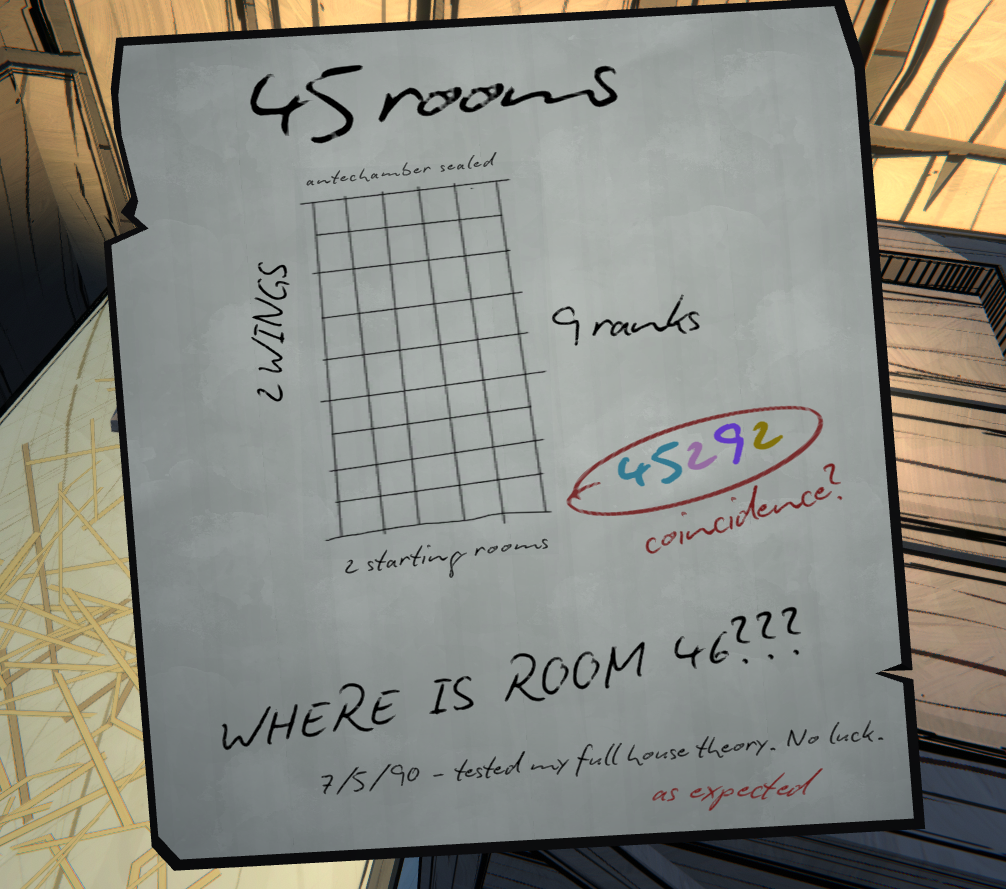 45 rooms
antechamber sealed
2 WINGS
9 ranks
45292
coincidence?
2 starting rooms
WHERE IS ROOM 46???
7/5/90 - tested my full house theory. No luck.
as expected